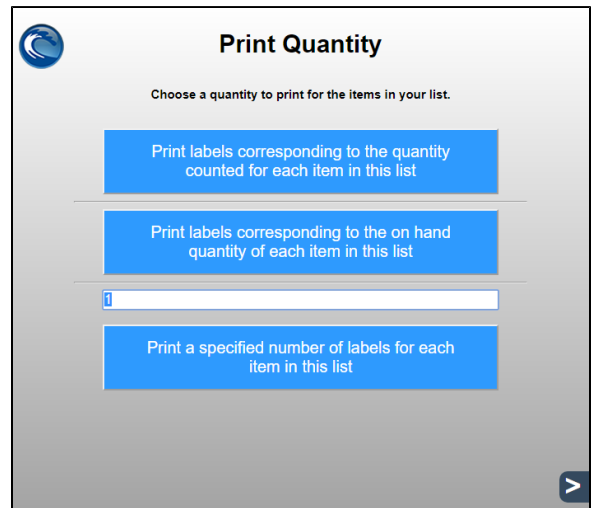 Print Quantity
Choose a quantity to print for the items in your list.
Print labels corresponding to the quantity
counted for each item in this list
Print labels corresponding to the on hand
quantity of each item in this list
1
Print a specified number of labels for each
item in this list
>